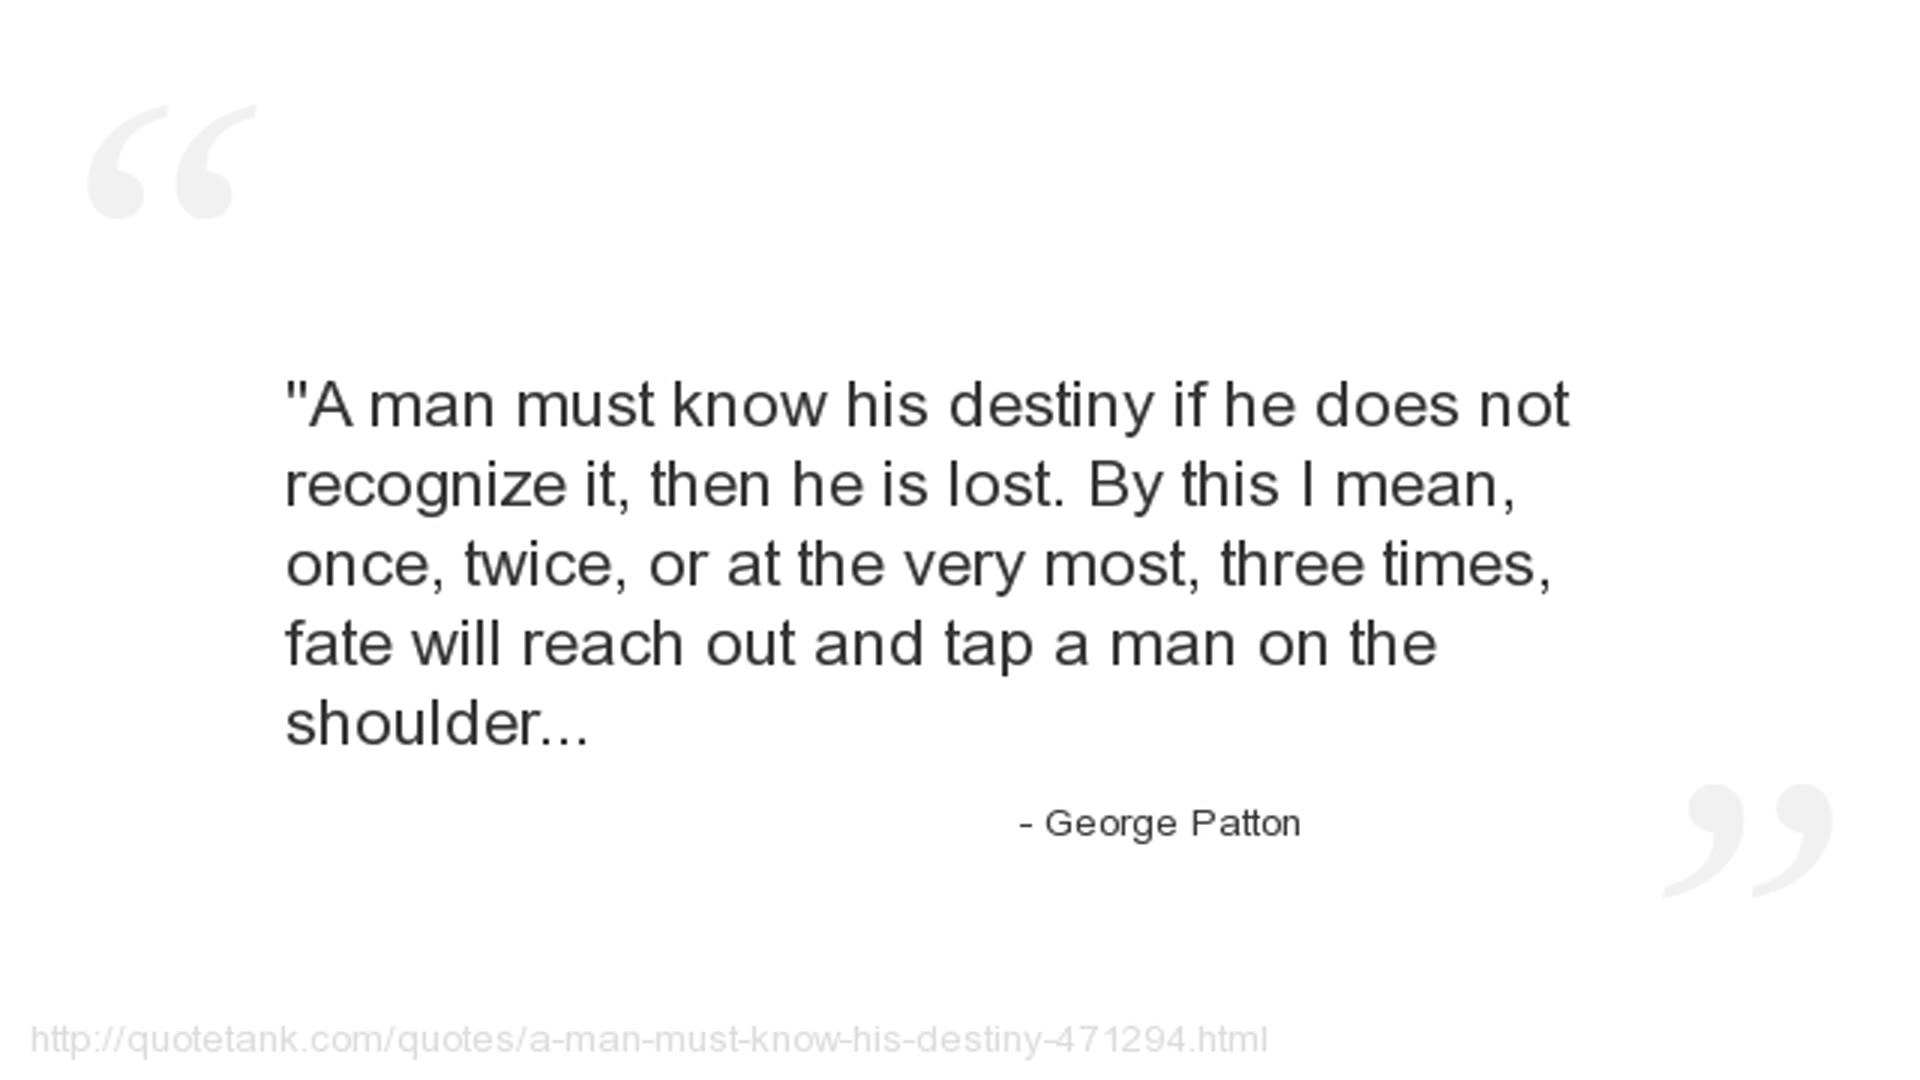 “
"A man must know his destiny if he does not
recognize it, then he is lost. By this I mean,
once, twice, or at the very most, three times,
fate will reach out and tap a man on the
shoulder...
- George Patton
”
http://quotetank.com/quotes/a-man-must-know-his-destiny-471294.html